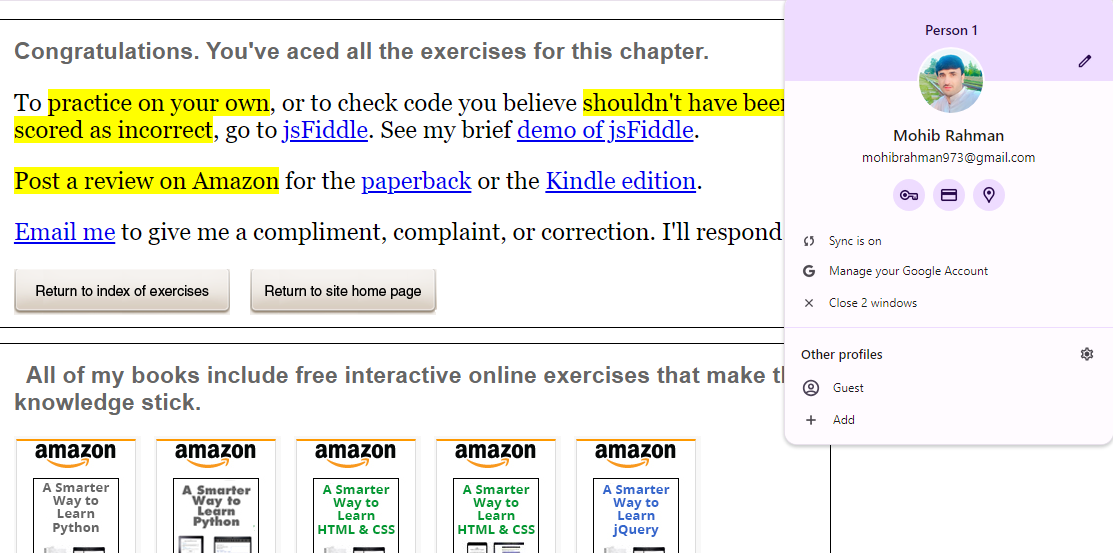 Congratulations. You've aced all the exercises for this chapter.
To practice on your own, or to check code you believe shouldn't have been
scored as incorrect, go to jsFiddle. See my brief demo of jsFiddle.
Post a review on Amazon for the paperback or the Kindle edition.
Email me to give me a compliment, complaint, or correction. I'll respond
Return to index of exercises
Return to site home page
All of my books include free interactive online exercises that make
knowledge stick.
amazon
A Smarter
Way to
Learn
Python
amazon
A Smarter
Way to
Learn
Python
amazon
A Smarter
Way to
Learn
HTML & CSS
amazon
A Smarter
Way to
Learn
HTML & CSS
amazon
A Smarter
Way to
Learn
jQuery
Person 1
Mohib Rahman
mohibrahman973@gmail.com
Sync is on
Manage your Google Account
Close 2 windows
Other profiles
Guest
Add